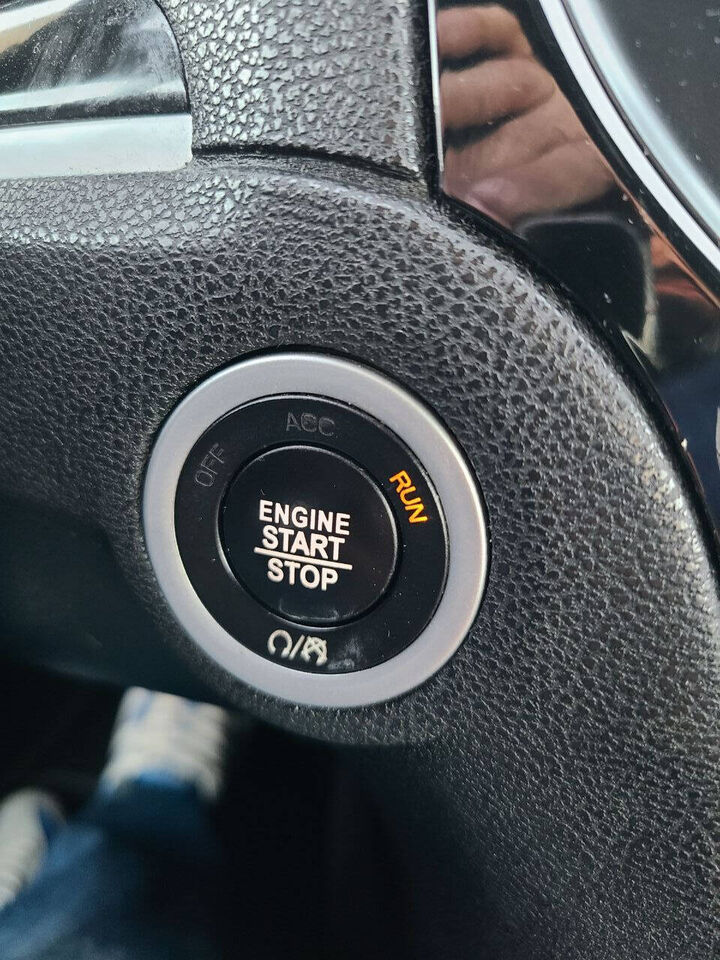 OFF
ACC
RUN
ENGINE
START
STOP